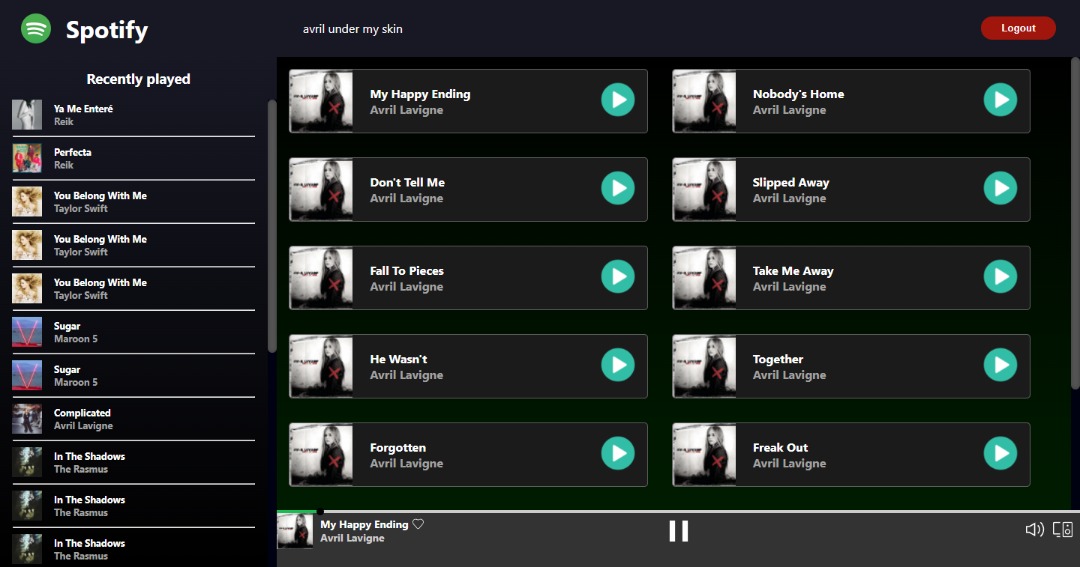 Spotify
avril under my skin
Logout
Recently played
Ya Me Enteré
Reik
Perfecta
Reik
You Belong With Me
Taylor Swift
You Belong With Me
Taylor Swift
You Belong With Me
Taylor Swift
Sugar
Maroon 5
Sugar
Maroon 5
Complicated
Avril Lavigne
In The Shadows
The Rasmus
In The Shadows
The Rasmus
In The Shadows
The Rasmus
My Happy Ending
Avril Lavigne
Nobody's Home
Avril Lavigne
Don't Tell Me
Avril Lavigne
Slipped Away
Avril Lavigne
Fall To Pieces
Avril Lavigne
Take Me Away
Avril Lavigne
He Wasn't
Avril Lavigne
Together
Avril Lavigne
Forgotten
Avril Lavigne
Freak Out
Avril Lavigne
My Happy Ending
Avril Lavigne